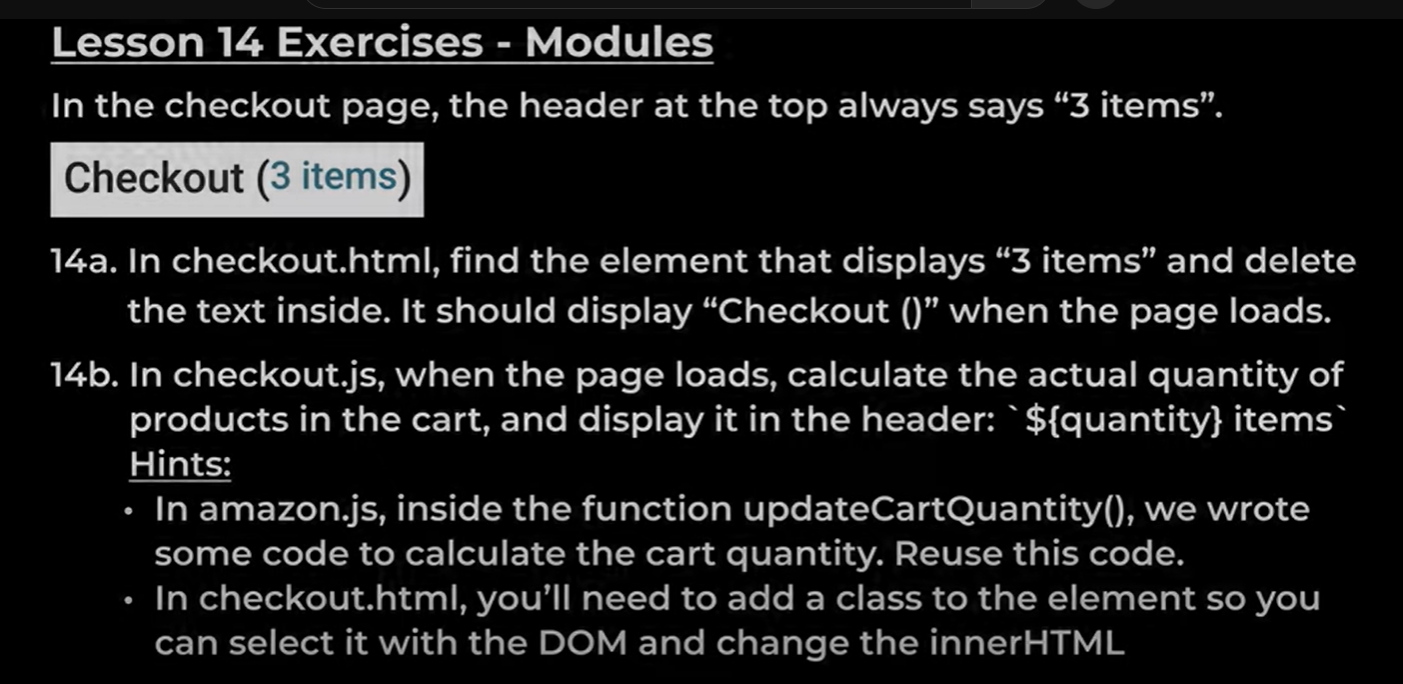 Lesson 14 Exercises - Modules
In the checkout page, the header at the top always says “3 items”.
Checkout (3 items)
14a. In checkout.html, find the element that displays “3 items” and delete
the text inside. It should display “Checkout ()” when the page loads.
14b. In checkout.js, when the page loads, calculate the actual quantity of
products in the cart, and display it in the header: `${quantity} items`
Hints:
• In amazon.js, inside the function updateCartQuantity(), we wrote
some code to calculate the cart quantity. Reuse this code.
• In checkout.html, you’ll need to add a class to the element so you
can select it with the DOM and change the innerHTML